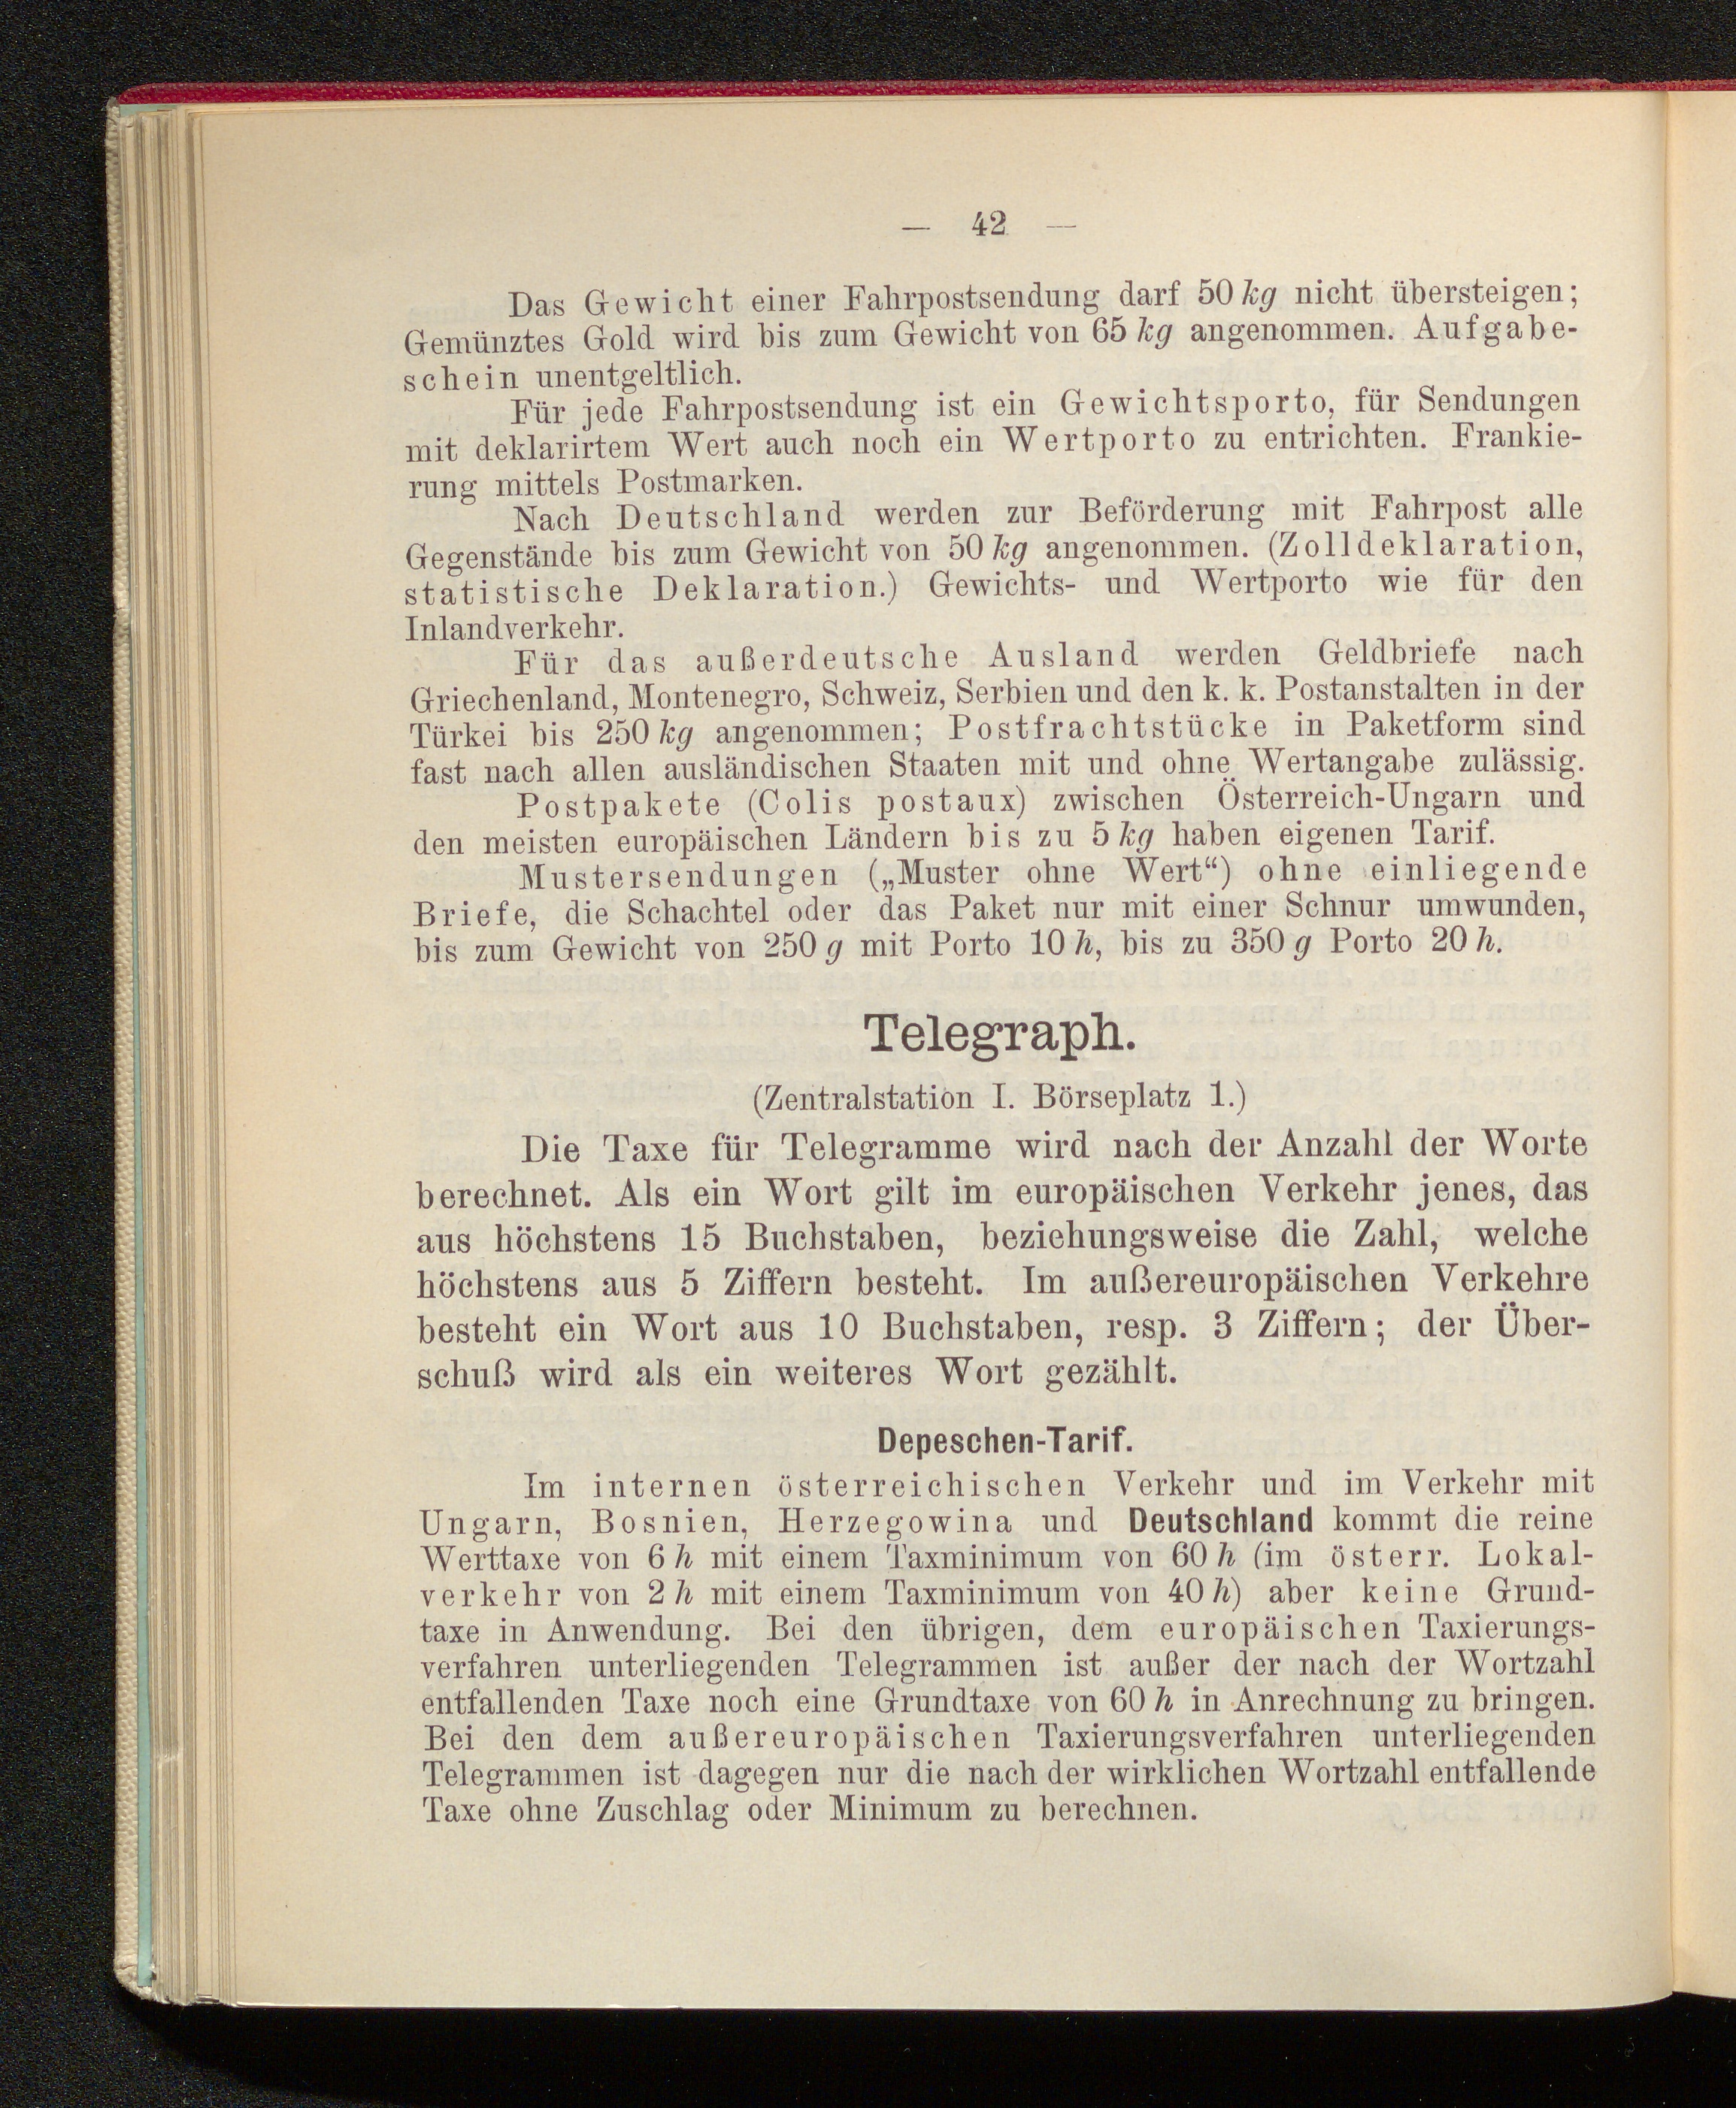 — 42 —
Das Gewicht einer Fahrpostsendung darf 50 kg nicht übersteigen;
Gemünztes Gold wird bis zum Gewicht von 65 kg angenommen. Aufgabe-
schein unentgeltlich.
Für jede Fahrpostsendung ist ein Gewichtsporto, für Sendungen
mit deklarirtem Wert auch noch ein Wertporto zu entrichten. Frankie-
rung mittels Postmarken.
Nach Deutschland werden zur Beförderung mit Fahrpost alle
Gegenstände bis zum Gewicht von 50 kg angenommen. (Zolldeklaration,
statistische Deklaration.) Gewichts- und Wertporto wie für den
Inlandverkehr.
Für das außerdeutsche Ausland werden Geldbriefe nach
Griechenland, Montenegro, Schweiz, Serbien und den k. k. Postanstalten in der
Türkei bis 250 kg angenommen; Postfrachtstücke in Paketform sind
fast nach allen ausländischen Staaten mit und ohne Wertangabe zulässig.
Postpakete (Colis postaux) zwischen Österreich-Ungarn und
den meisten europäischen Ländern bis zu 5 kg haben eigenen Tarif.
Mustersendungen („Muster ohne Wert“) ohne einliegende
Briefe, die Schachtel oder das Paket nur mit einer Schnur umwunden,
bis zum Gewicht von 250 g mit Porto 10 h, bis zu 350 g Porto 20 h.
Telegraph.
(Zentralstation I. Börseplatz 1.)
Die Taxe für Telegramme wird nach der Anzahl der Worte
berechnet. Als ein Wort gilt im europäischen Verkehr jenes, das
aus höchstens 15 Buchstaben, beziehungsweise die Zahl, welche
höchstens aus 5 Ziffern besteht. Im außereuropäischen Verkehre
besteht ein Wort aus 10 Buchstaben, resp. 3 Ziffern; der Über-
schuß wird als ein weiteres Wort gezählt.
Depeschen-Tarif.
Im internen österreichischen Verkehr und im Verkehr mit
Ungarn, Bosnien, Herzegowina und Deutschland kommt die reine
Werttaxe von 6 h mit einem Taxminimum von 60 h (im österr. Lokal-
verkehr von 2 h mit einem Taxminimum von 40 h) aber keine Grund-
taxe in Anwendung. Bei den übrigen, dem europäischen Taxierungs-
verfahren unterliegenden Telegrammen ist außer der nach der Wortzahl
entfallenden Taxe noch eine Grundtaxe von 60 h in Anrechnung zu bringen.
Bei den dem außereuropäischen Taxierungsverfahren unterliegenden
Telegrammen ist dagegen nur die nach der wirklichen Wortzahl entfallende
Taxe ohne Zuschlag oder Minimum zu berechnen.